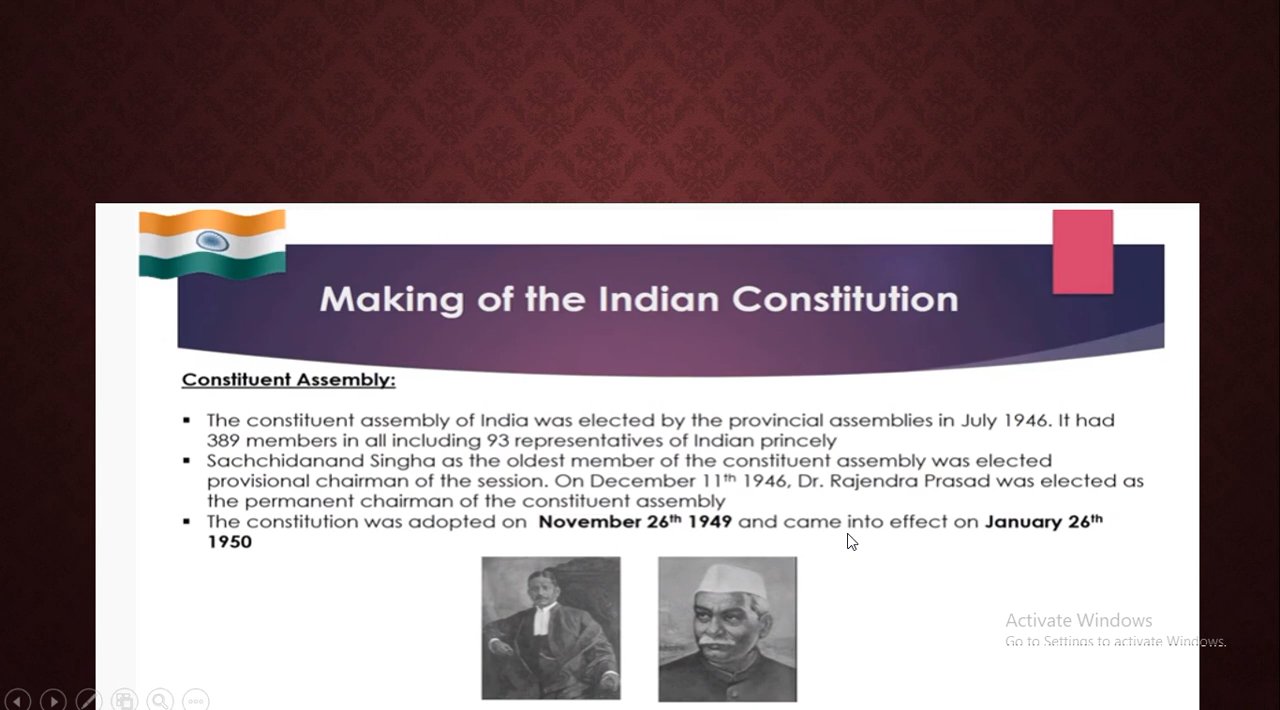 Making of the Indian Constitution
Constituent Assembly:
▪ The constituent assembly of India was elected by the provincial assemblies in July 1946. It had
389 members in all including 93 representatives of Indian princely
▪ Sachchidanand Singha as the oldest member of the constituent assembly was elected
provisional chairman of the session. On December 11th 1946, Dr. Rajendra Prasad was elected as
the permanent chairman of the constituent assembly
▪ The constitution was adopted on November 26th 1949 and came into effect on January 26th
1950
Activate Windows
Go to Settings to activate Windows.